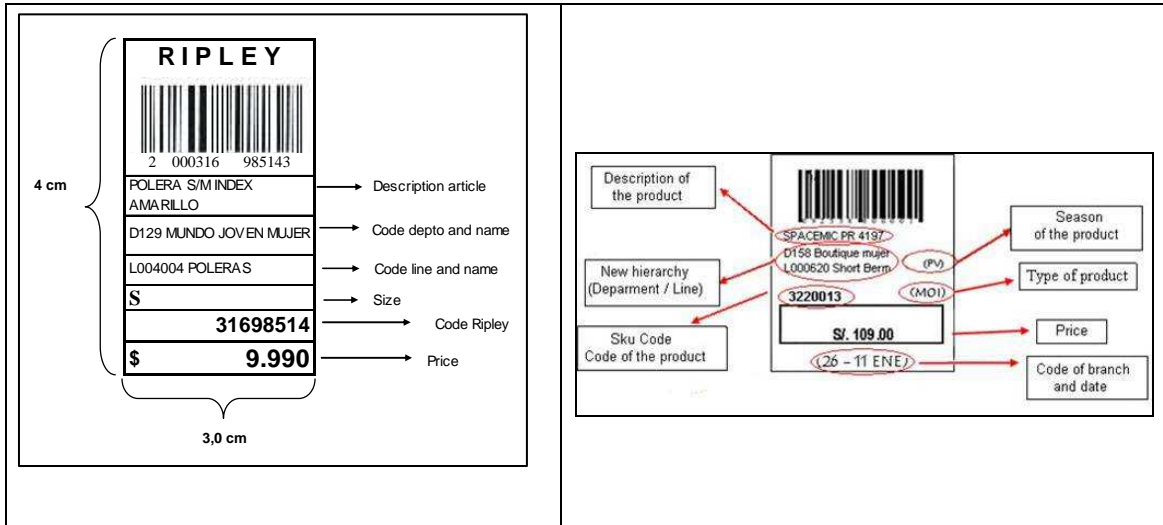 R I P L E Y
2 000316 985143
4 cm
POLERA S/M INDEX
AMARILLO
Description article
D129 MUNDO JOVEN MUJER
Code depto and name
L004004 POLERAS
Code line and name
S
Size
31698514
Code Ripley
$ 9.990
Price
3,0 cm
Description of
the product
SPACEMIC PR 4197
Season
of the product
D158 Boutique mujer
L000620 Short Berm
(PV)
New hierarchy
(Deparment / Line)
Type of product
3220013
(MOI)
Sku Code
Code of the product
S/. 109.00
Price
(26 - 11 ENE)
Code of branch
and date